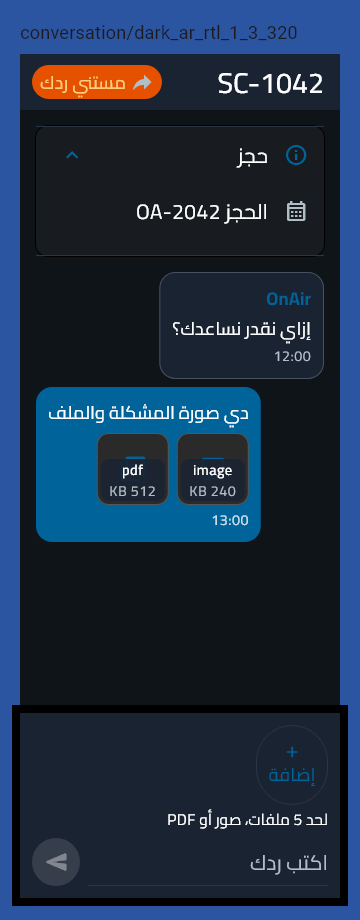 conversation/dark_ar_rtl_1_3_320
SC-1042
مستني ردك
حجز
الحجز OA-2042
OnAir
إزاي نقدر نساعدك؟
12:00
دي صورة المشكلة والملف
image
240 KB
pdf
512 KB
13:00
+
إضافة
لحد 5 ملفات، صور أو PDF
اكتب ردك